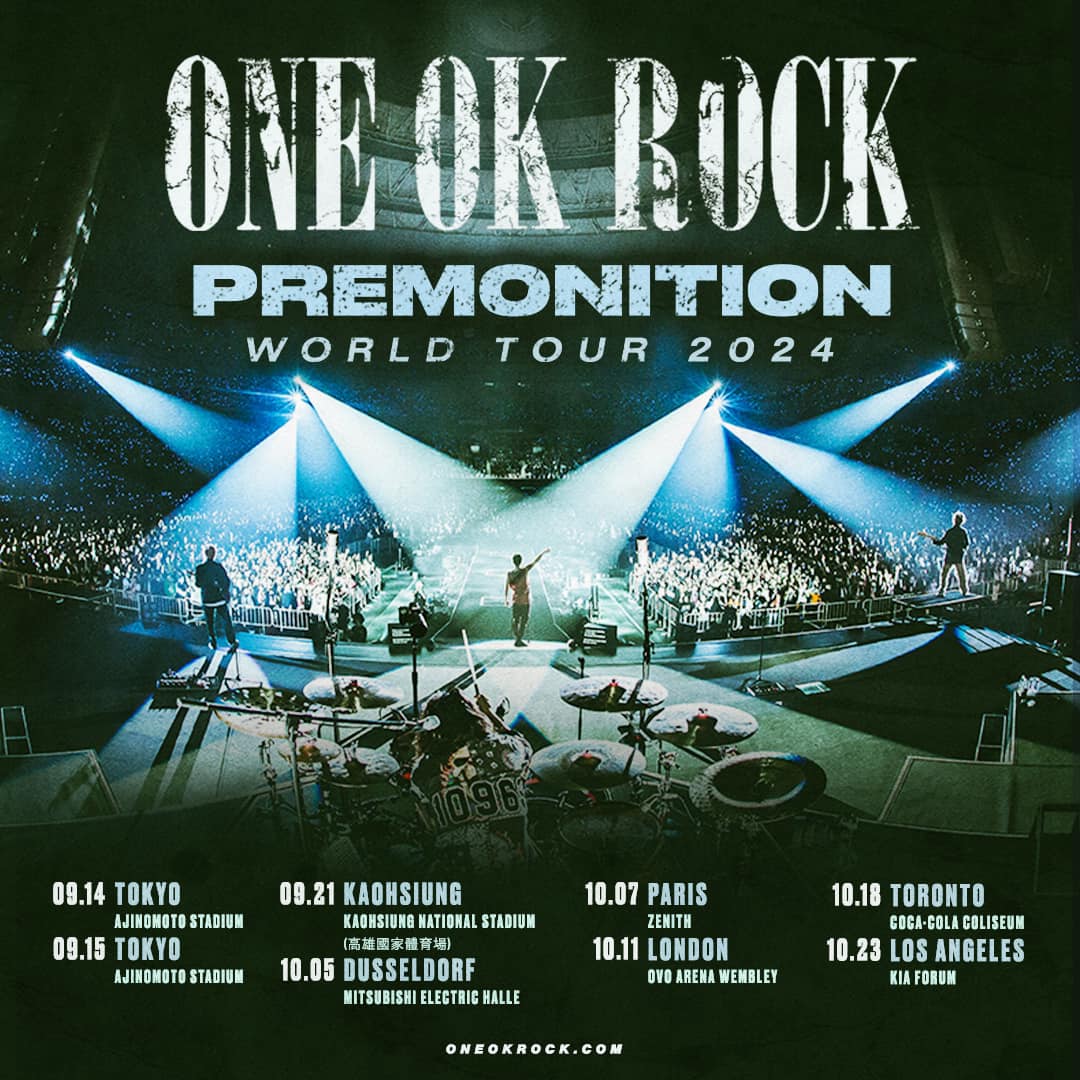 ONE OK ROCK
PREMONITION
WORLD TOUR 2024
1096
09.14 TOKYO
AJINOMOTO STADIUM
09.15 TOKYO
AJINOMOTO STADIUM
09.21 KAOHSIUNG
KAOHSIUNG NATIONAL STADIUM
(高雄國家體育場)
10.05 DUSSELDORF
MITSUBISHI ELECTRIC HALLE
10.07 PARIS
ZENITH
10.11 LONDON
OVO ARENA WEMBLEY
10.18 TORONTO
COCA-COLA COLISEUM
10.23 LOS ANGELES
KIA FORUM
ONEOKROCK.COM